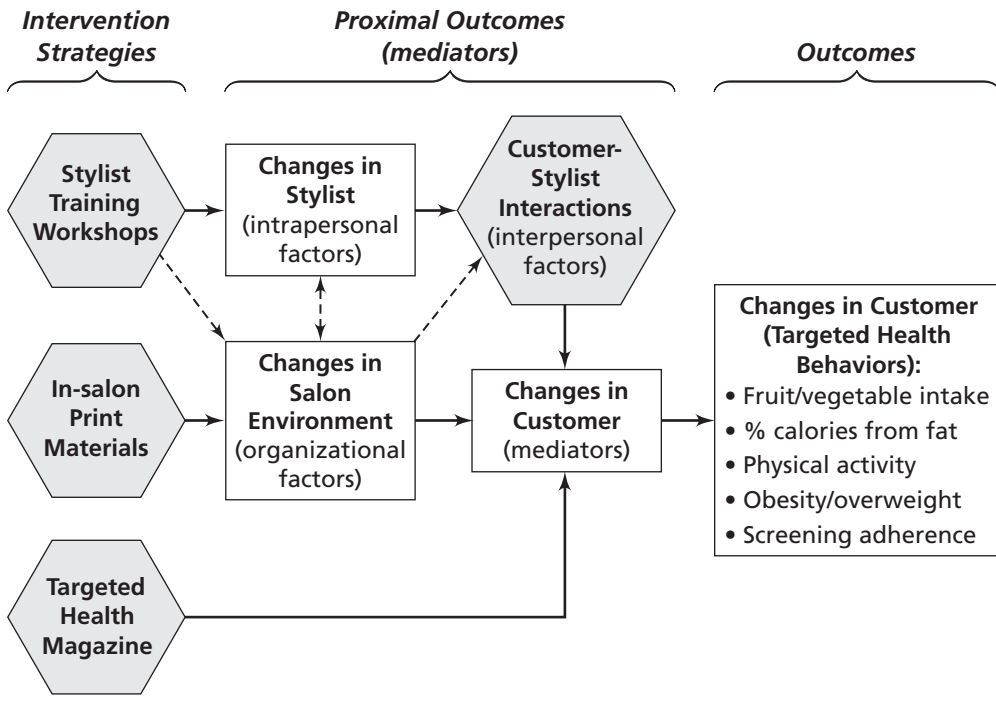 Intervention
Strategies
Proximal Outcomes
(mediators)
Outcomes
Stylist
Training
Workshops
Changes in
Stylist
(intrapersonal
factors)
Customer-
Stylist
Interactions
(interpersonal
factors)
In-salon
Print
Materials
Changes in
Salon
Environment
(organizational
factors)
Changes in
Customer
(mediators)
Changes in Customer
(Targeted Health
Behaviors):
• Fruit/vegetable intake
• % calories from fat
• Physical activity
• Obesity/overweight
• Screening adherence
Targeted
Health
Magazine